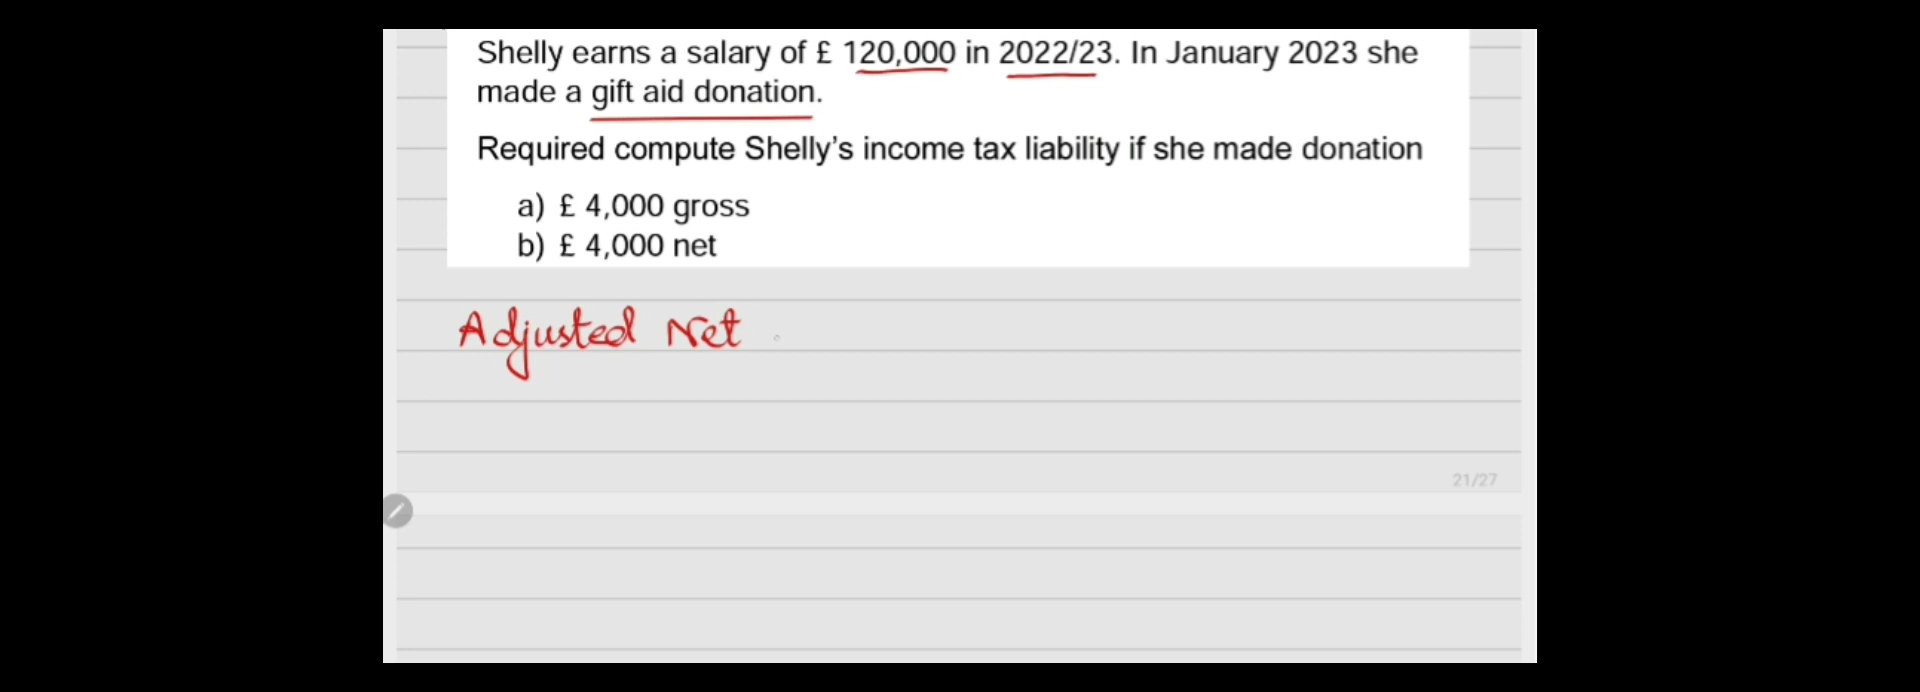 Shelly earns a salary of £ 120,000 in 2022/23. In January 2023 she
made a gift aid donation.
Required compute Shelly's income tax liability if she made donation
a) £ 4,000 gross
b) £ 4,000 net
Adjusted Net
21/27